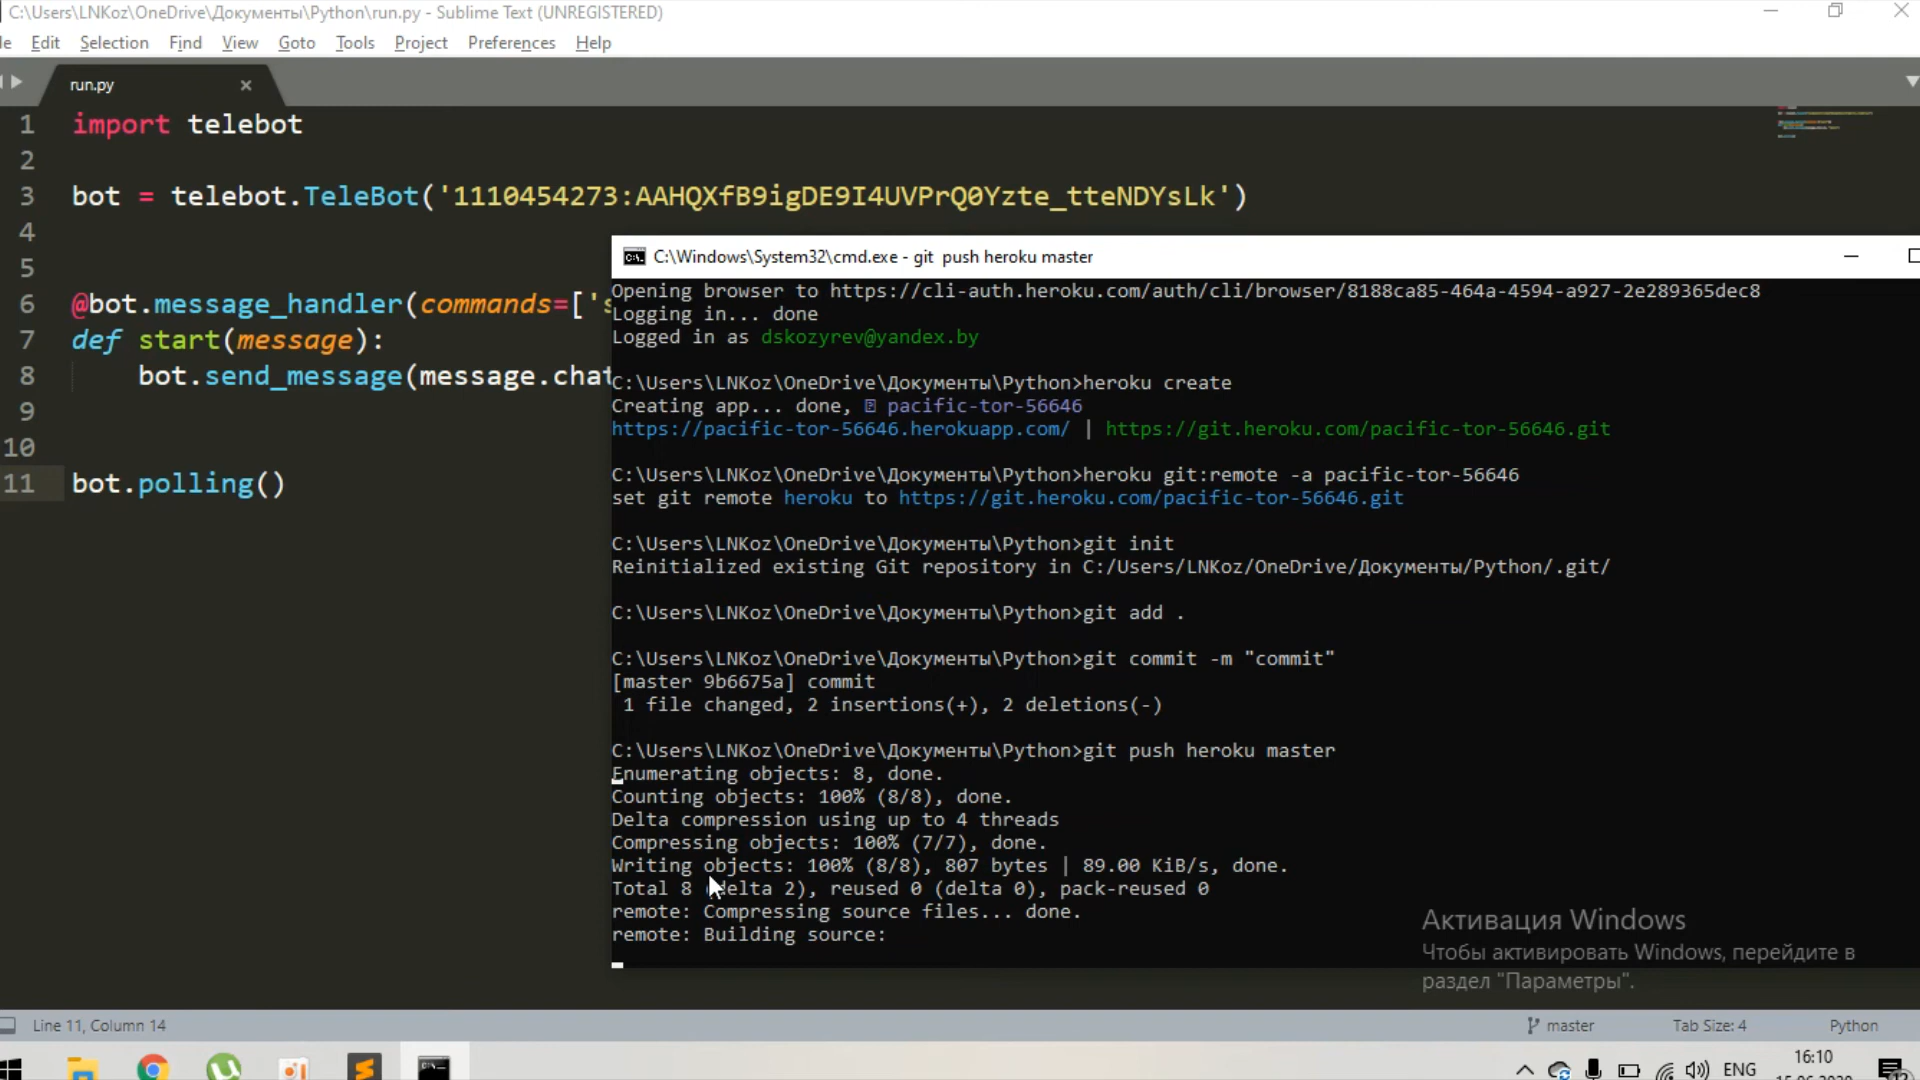 C:\Users\LNKoz\OneDrive\Документы\Python\run.py - Sublime Text (UNREGISTERED)
Edit Selection Find View Goto Tools Project Preferences Help
run.py
1 import telebot
2
3 bot = telebot.TeleBot('1110454273:AAHQXfB9igDE9I4UVPrQ0Yzte_tteNDYsLk')
4
5
6 @bot.message_handler(commands=['s
7 def start(message):
8 bot.send_message(message.chat
9
10
11 bot.polling()
C:\Windows\System32\cmd.exe - git push heroku master
Opening browser to https://cli-auth.heroku.com/auth/cli/browser/8188ca85-464a-4594-a927-2e289365dec8
Logging in... done
Logged in as dskozyrev@yandex.by
C:\Users\LNKoz\OneDrive\Документы\Python>heroku create
Creating app... done, pacific-tor-56646
https://pacific-tor-56646.herokuapp.com/ | https://git.heroku.com/pacific-tor-56646.git
C:\Users\LNKoz\OneDrive\Документы\Python>heroku git:remote -a pacific-tor-56646
set git remote heroku to https://git.heroku.com/pacific-tor-56646.git
C:\Users\LNKoz\OneDrive\Документы\Python>git init
Reinitialized existing Git repository in C:/Users/LNKoz/OneDrive/Документы/Python/.git/
C:\Users\LNKoz\OneDrive\Документы\Python>git add .
C:\Users\LNKoz\OneDrive\Документы\Python>git commit -m "commit"
[master 9b6675a] commit
1 file changed, 2 insertions(+), 2 deletions(-)
C:\Users\LNKoz\OneDrive\Документы\Python>git push heroku master
Enumerating objects: 8, done.
Counting objects: 100% (8/8), done.
Delta compression using up to 4 threads
Compressing objects: 100% (7/7), done.
Writing objects: 100% (8/8), 807 bytes | 89.00 KiB/s, done.
Total 8 (delta 2), reused 0 (delta 0), pack-reused 0
remote: Compressing source files... done.
remote: Building source:
Активация Windows
Чтобы активировать Windows, перейдите в
раздел "Параметры".
Line 11, Column 14 master Tab Size: 4 Python
ENG 16:10